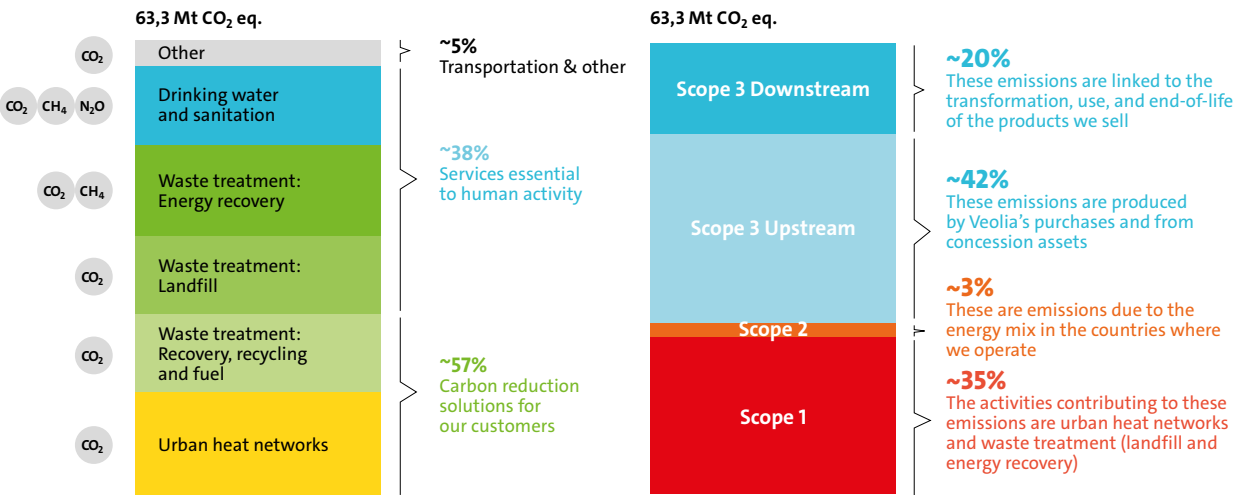 63,3 Mt CO₂ eq.
CO₂
Other
~5%
Transportation & other
CO₂ CH₄ N₂O
Drinking water
and sanitation
~38%
Services essential
to human activity
CO₂ CH₄
Waste treatment:
Energy recovery
CO₂
Waste treatment:
Landfill
CO₂
Waste treatment:
Recovery, recycling
and fuel
~57%
Carbon reduction
solutions for
our customers
CO₂
Urban heat networks
63,3 Mt CO₂ eq.
Scope 3 Downstream
~20%
These emissions are linked to the
transformation, use, and end-of-life
of the products we sell
Scope 3 Upstream
~42%
These emissions are produced
by Veolia's purchases and from
concession assets
Scope 2
~3%
These are emissions due to the
energy mix in the countries where
we operate
Scope 1
~35%
The activities contributing to these
emissions are urban heat networks
and waste treatment (landfill and
energy recovery)